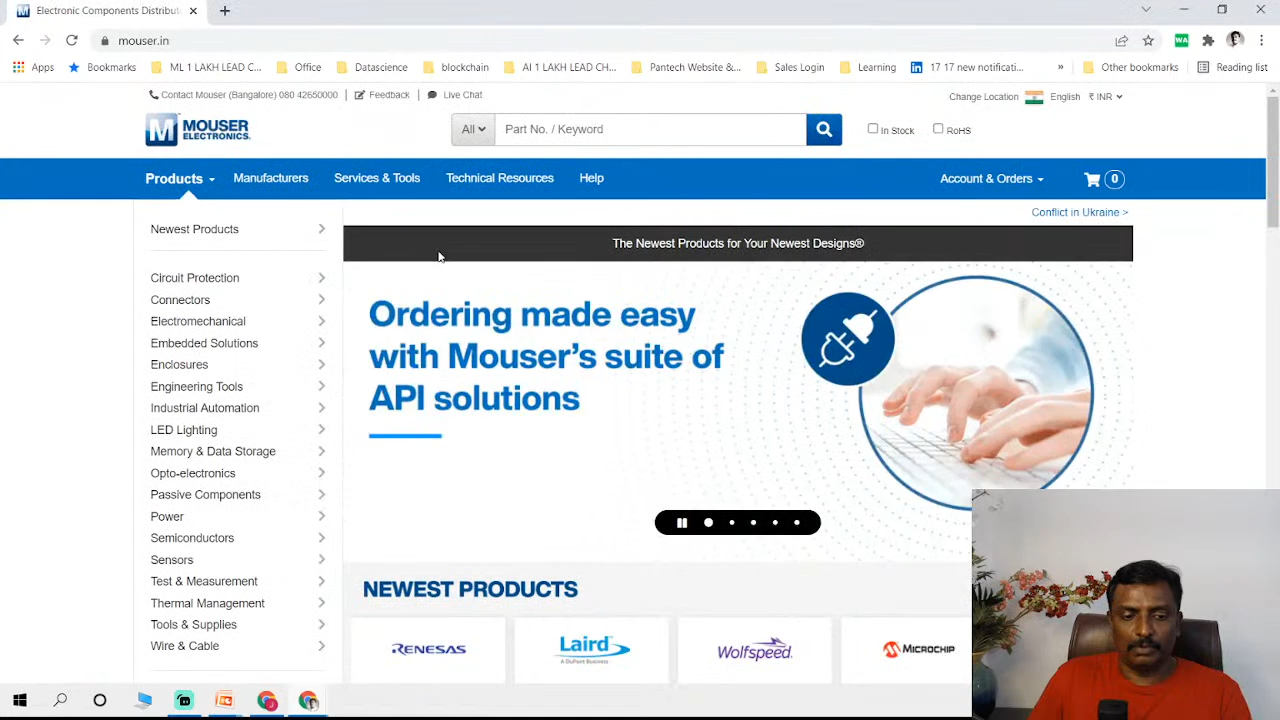 Electronic Components Distribut
mouser.in
Apps
Bookmarks
ML 1 LAKH LEAD C...
Office
Datascience
blockchain
AI 1 LAKH LEAD CH...
Pantech Website &...
Sales Login
Learning
17 17 new notificati...
»
Other bookmarks
Reading list
Contact Mouser (Bangalore) 080 42650000 | Feedback | Live Chat
Change Location English ₹ INR
M MOUSER ELECTRONICS
All
Part No. / Keyword
In Stock
RoHS
Products
Manufacturers
Services & Tools
Technical Resources
Help
Account & Orders
0
Conflict in Ukraine >
Newest Products
Circuit Protection
Connectors
Electromechanical
Embedded Solutions
Enclosures
Engineering Tools
Industrial Automation
LED Lighting
Memory & Data Storage
Opto-electronics
Passive Components
Power
Semiconductors
Sensors
Test & Measurement
Thermal Management
Tools & Supplies
Wire & Cable
The Newest Products for Your Newest Designs®
Ordering made easy
with Mouser's suite of
API solutions
NEWEST PRODUCTS
RENESAS
Laird
A DuPont Business
Wolfspeed.
MICROCHIP